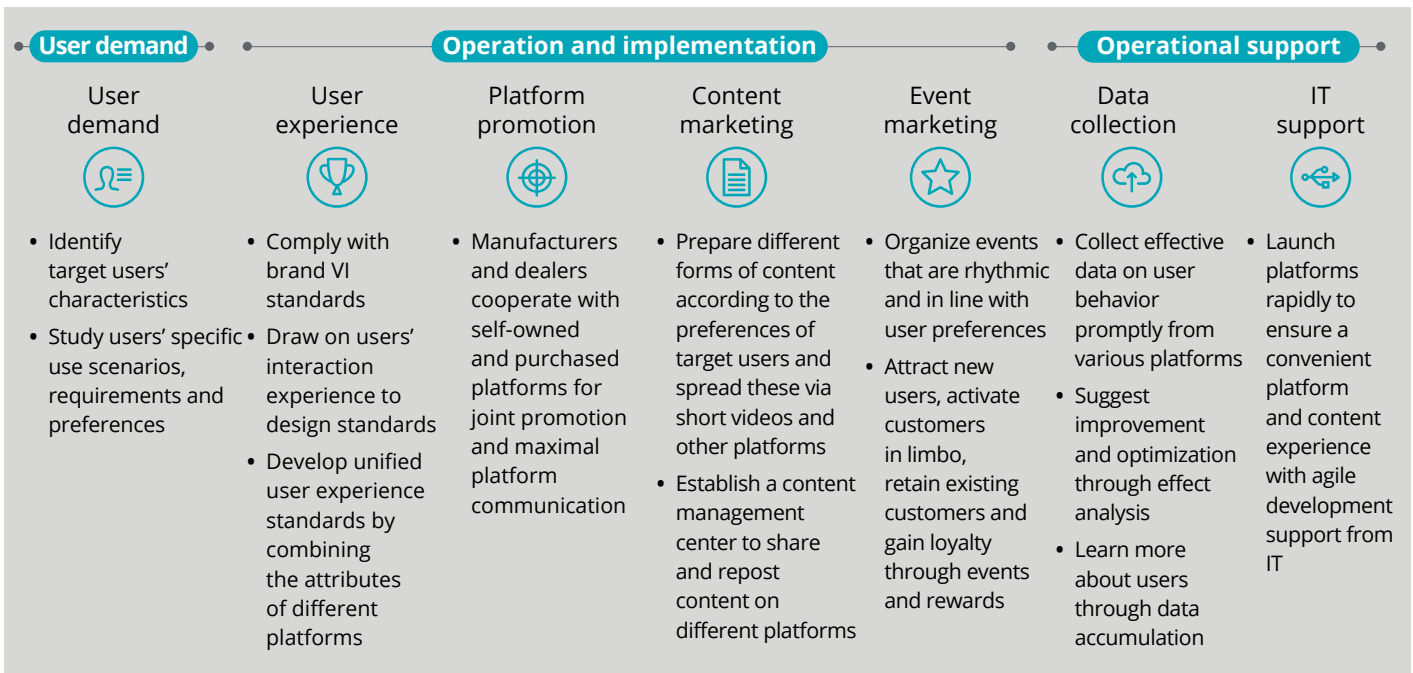 User demand
Operation and implementation
Operational support
User
demand
• Identify
target users'
characteristics
• Study users' specific
use scenarios,
requirements and
preferences
User
experience
• Comply with
brand VI
standards
• Draw on users'
interaction
experience to
design standards
• Develop unified
user experience
standards by
combining
the attributes
of different
platforms
Platform
promotion
• Manufacturers
and dealers
cooperate with
self-owned
and purchased
platforms for
joint promotion
and maximal
platform
communication
Content
marketing
• Prepare different
forms of content
according to the
preferences of
target users and
spread these via
short videos and
other platforms
• Establish a content
management
center to share
and repost
content on
different platforms
Event
marketing
• Organize events
that are rhythmic
and in line with
user preferences
• Attract new
users, activate
customers
in limbo,
retain existing
customers and
gain loyalty
through events
and rewards
Data
collection
• Collect effective
data on user
behavior
promptly from
various platforms
• Suggest
improvement
and optimization
through effect
analysis
• Learn more
about users
through data
accumulation
IT
support
• Launch
platforms
rapidly to
ensure a
convenient
platform
and content
experience
with agile
development
support from
IT